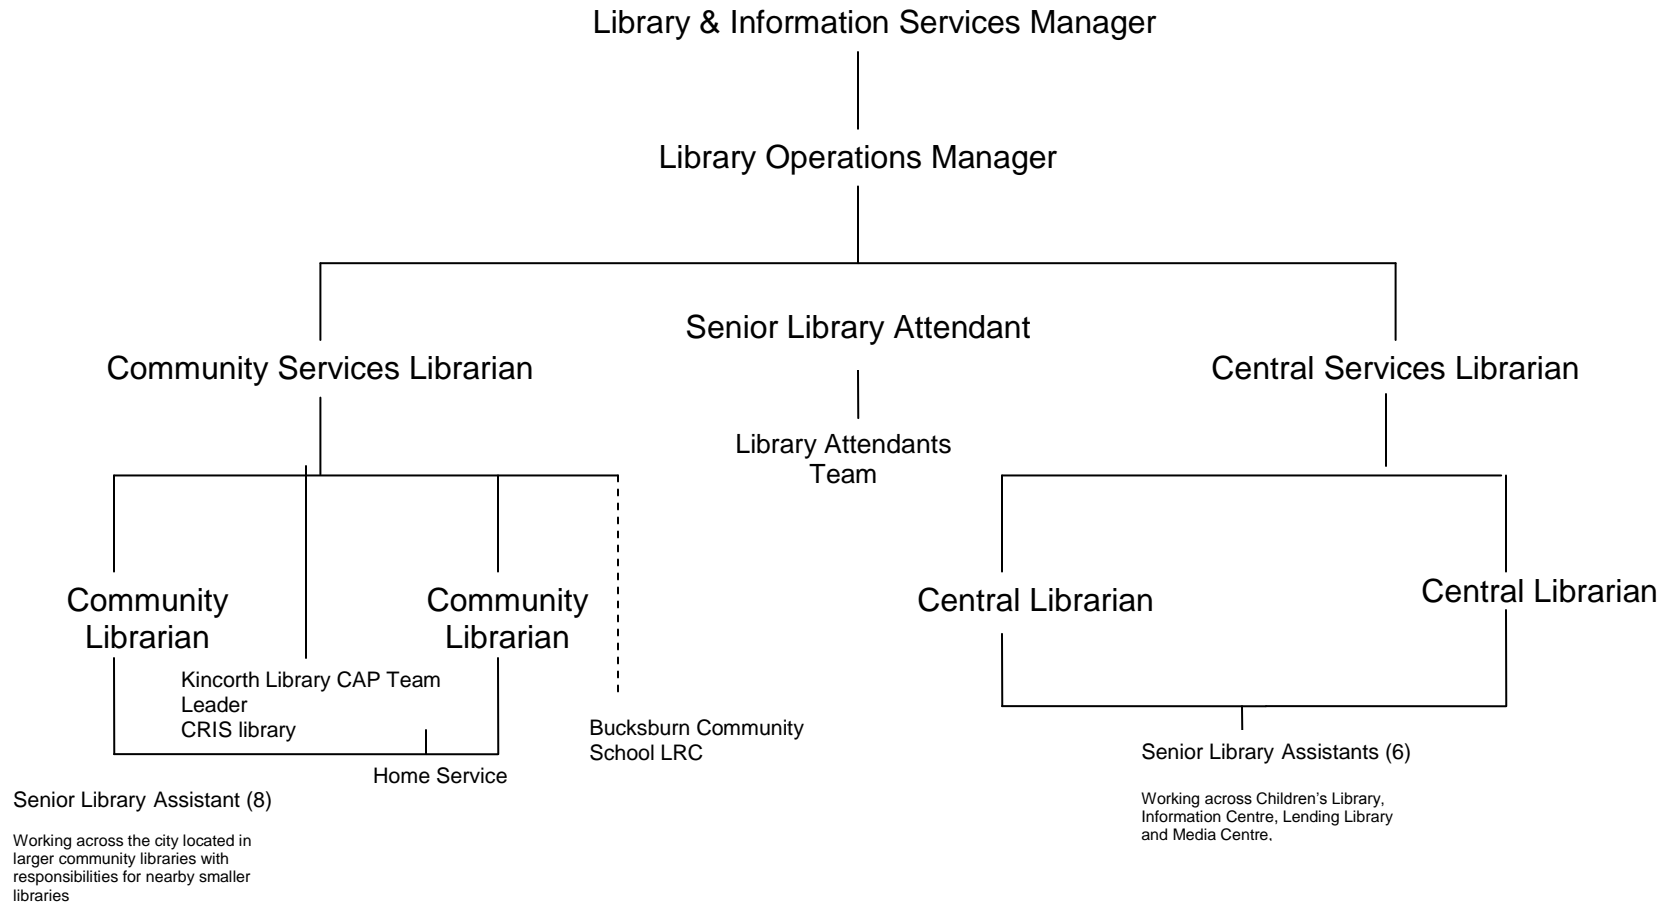 Library & Information Services Manager
Library Operations Manager
Senior Library Attendant
Community Services Librarian
Central Services Librarian
Library Attendants
Team
Community
Librarian
Community
Librarian
Central Librarian
Central Librarian
Kincorth Library CAP Team
Leader
CRIS library
Bucksburn Community
School LRC
Home Service
Senior Library Assistants (6)
Senior Library Assistant (8)
Working across Children’s Library,
Information Centre, Lending Library
and Media Centre.
Working across the city located in
larger community libraries with
responsibilities for nearby smaller
libraries